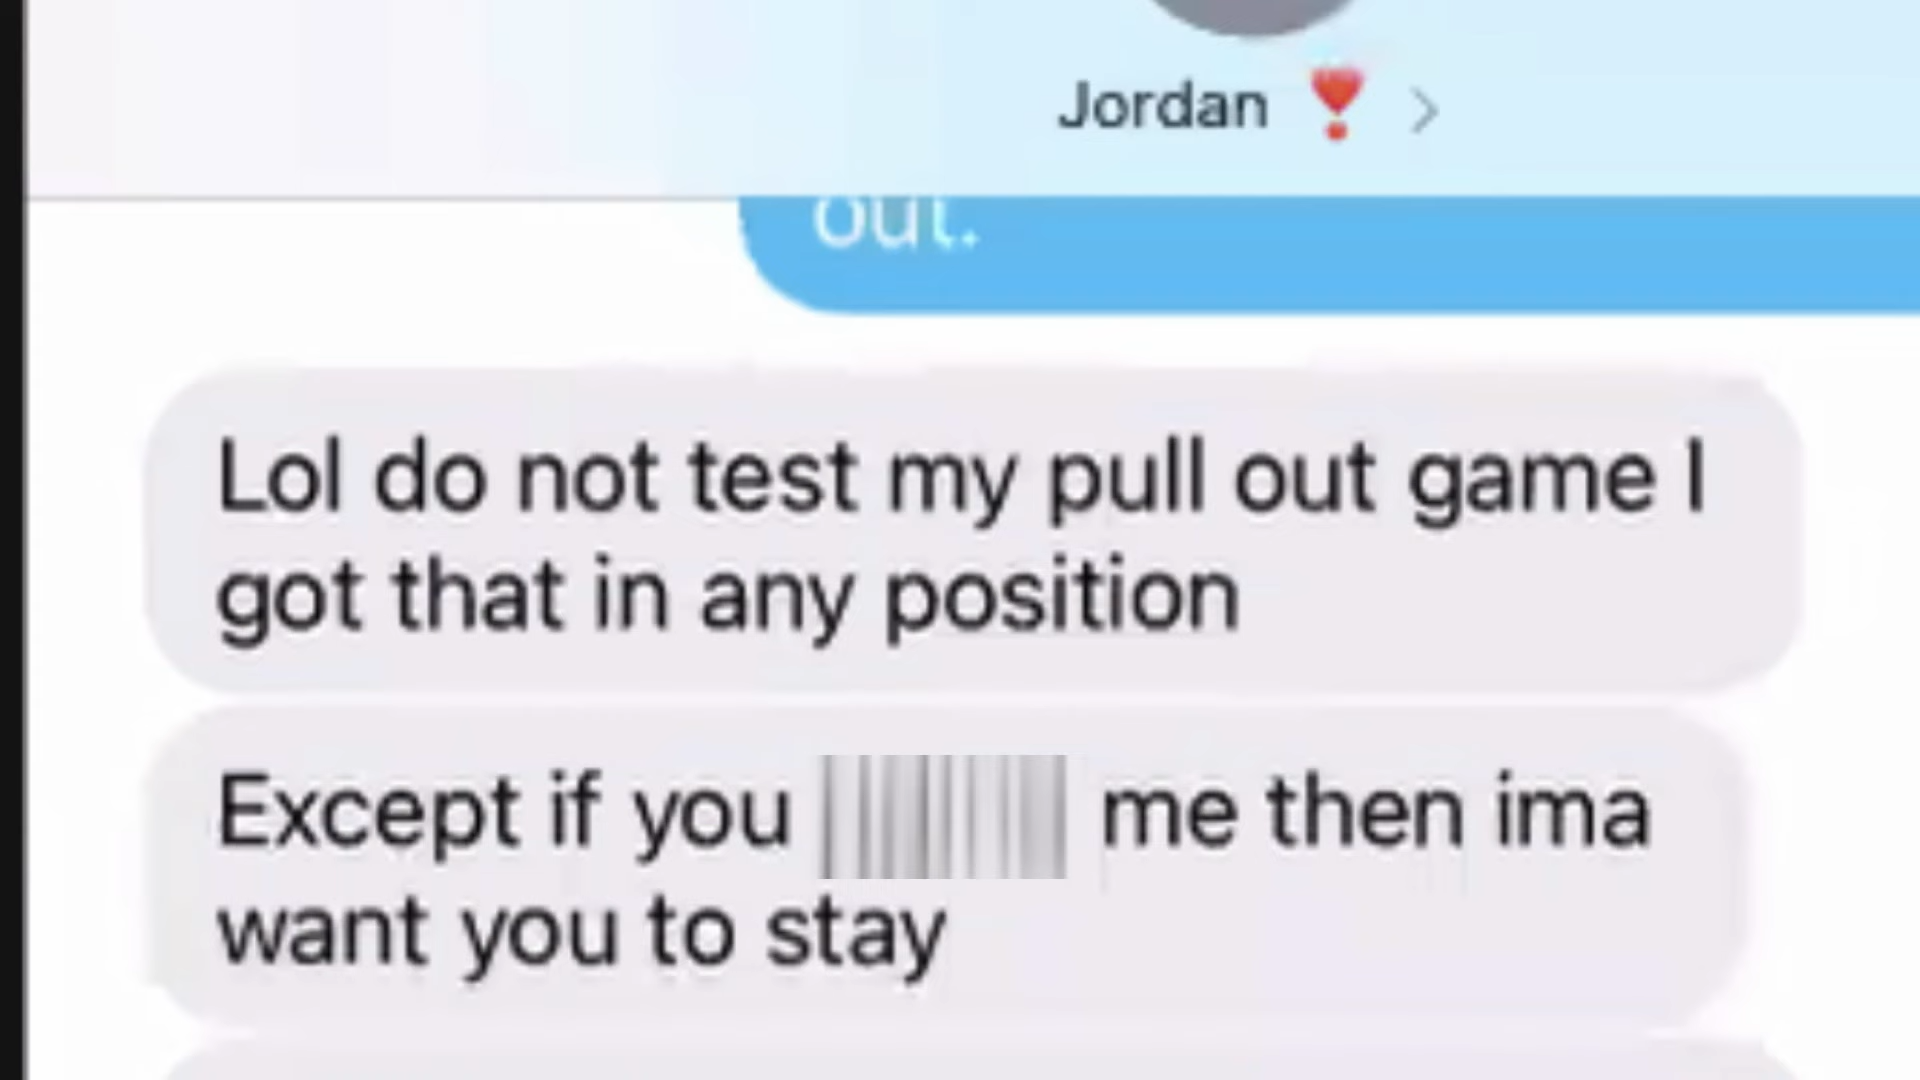 Jordan ❣️ >
out.
Lol do not test my pull out game I
got that in any position
Except if you me then ima
want you to stay